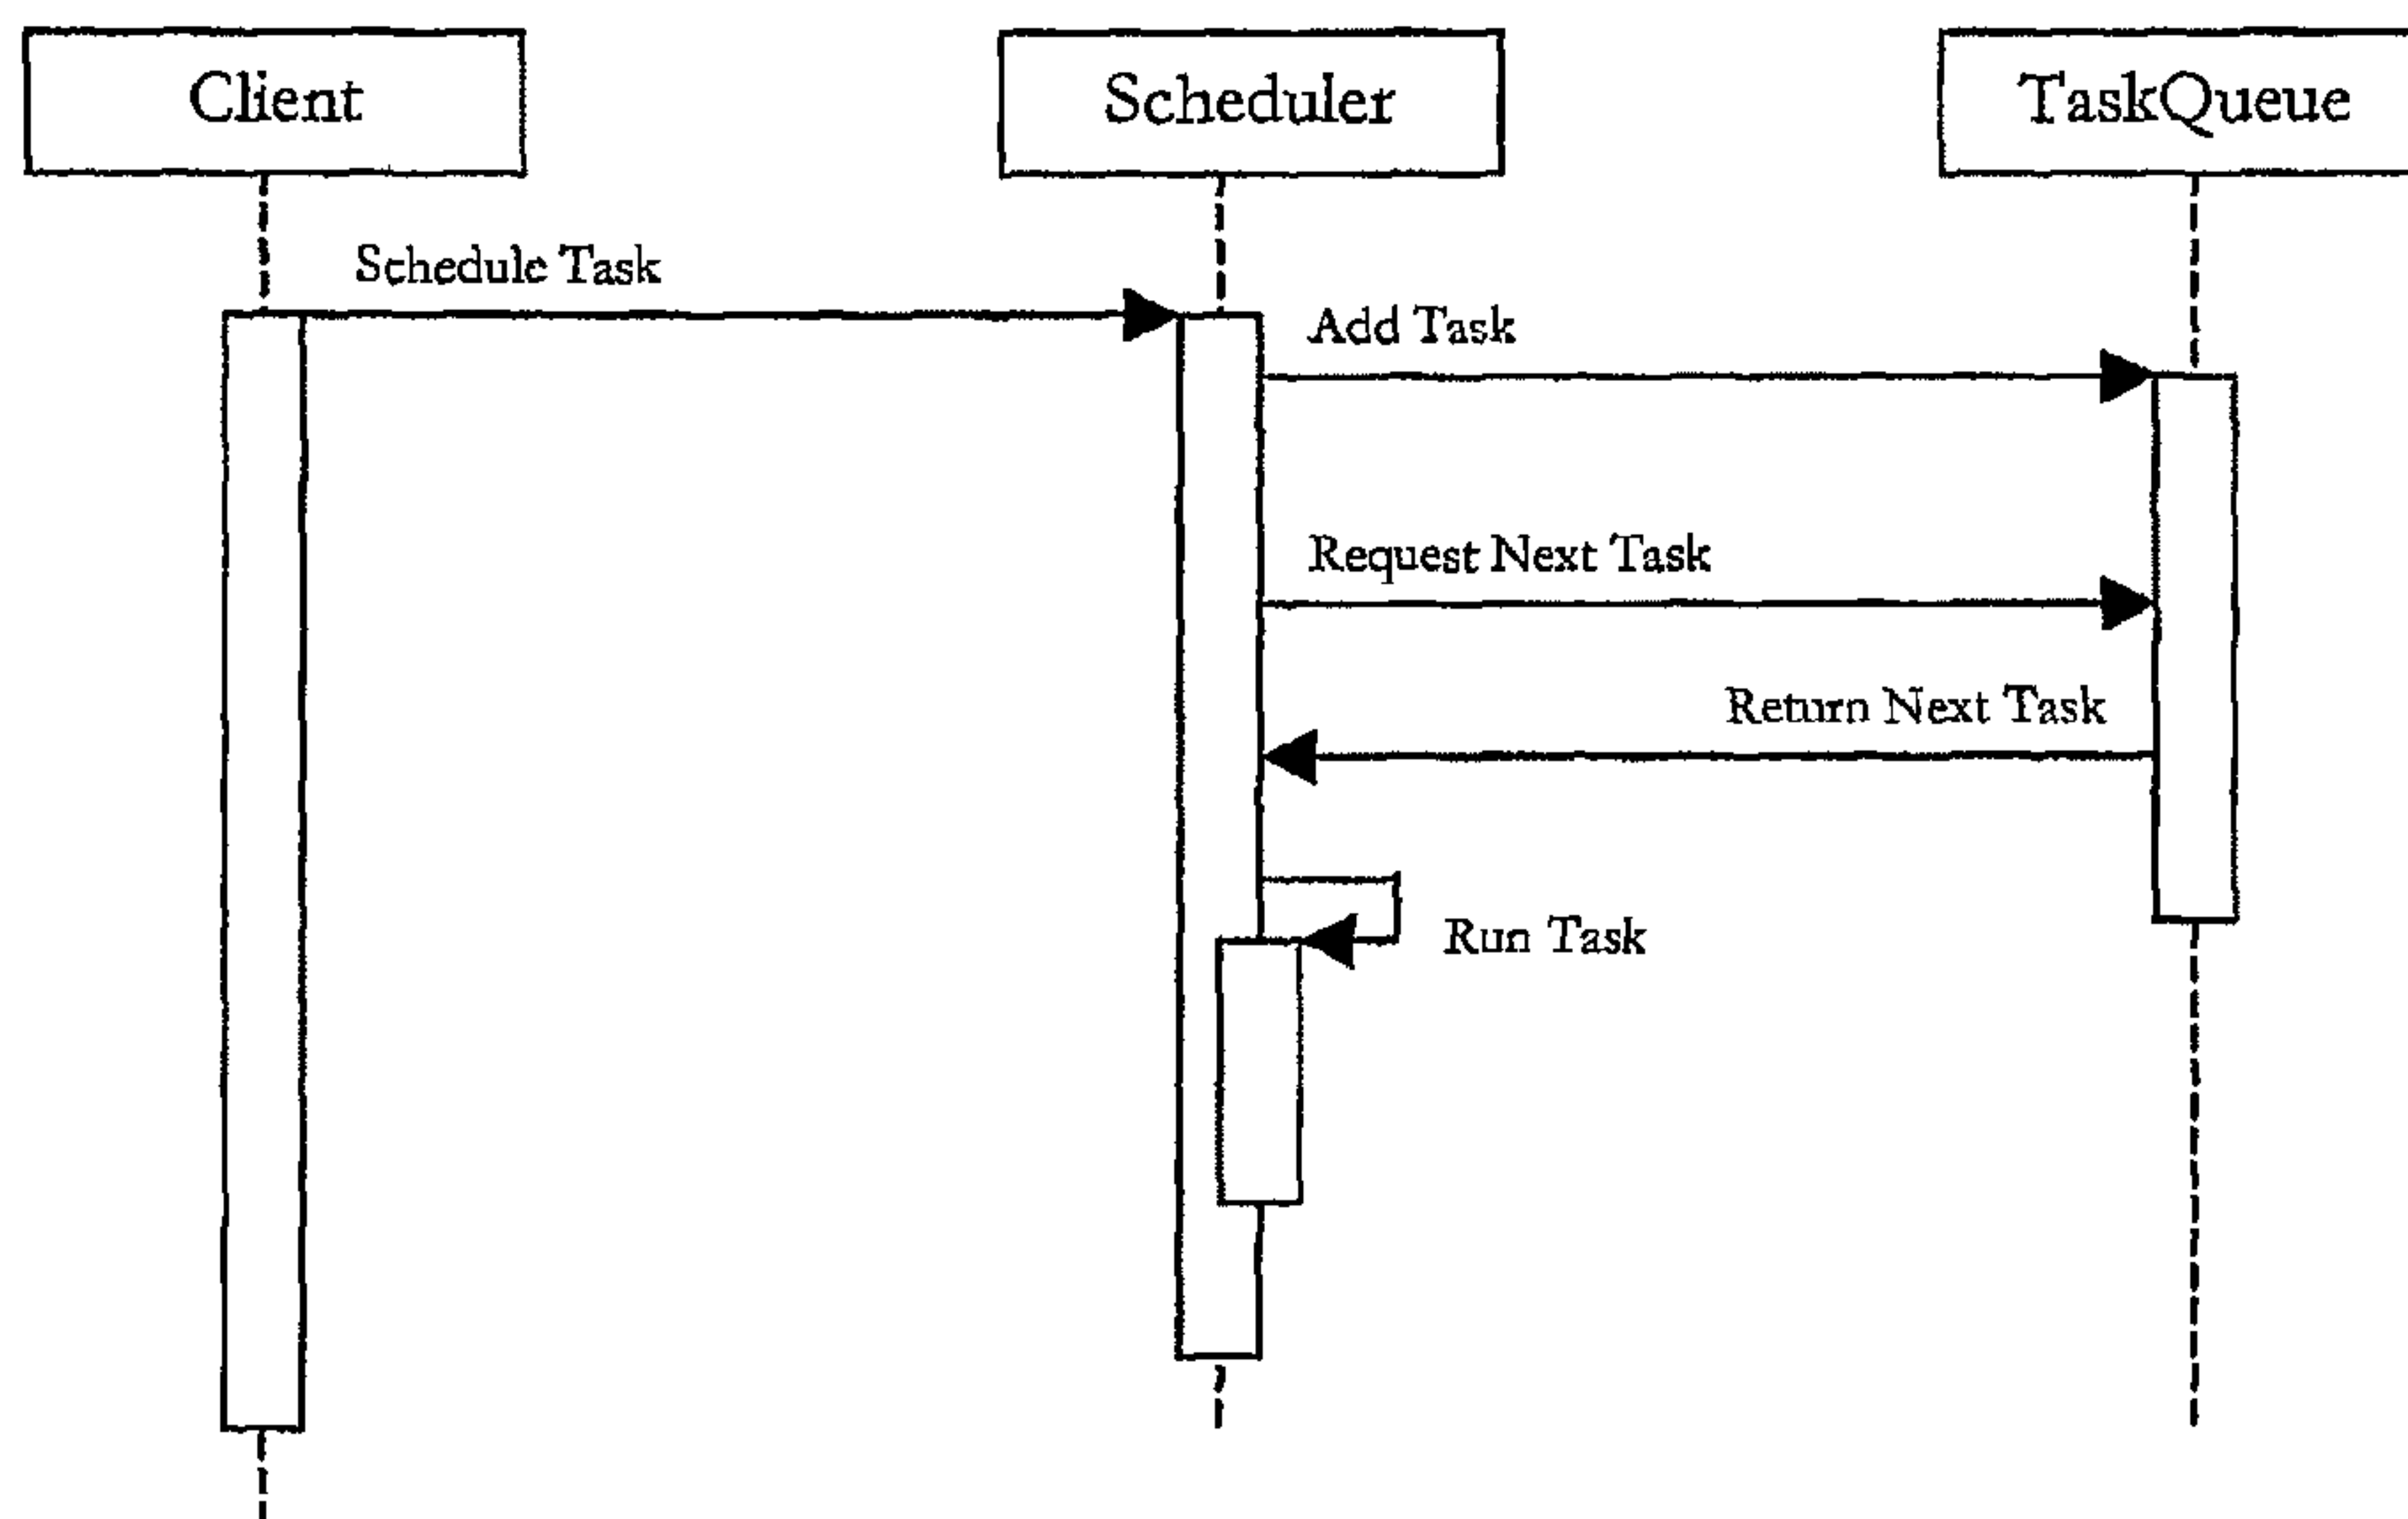 Client
Scheduler
TaskQueue
Schedule Task
Add Task
Request Next Task
Return Next Task
Run Task